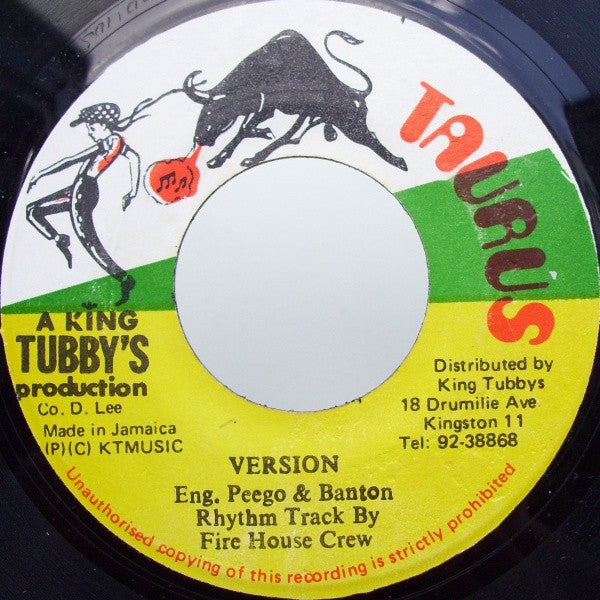 TAURUS
A KING
TUBBY'S
production
Co. D. Lee
Made in Jamaica
(P)(C) KTMUSIC
Distributed by
King Tubbys
18 Drumilie Ave
Kingston 11
Tel: 92-38868
VERSION
Eng. Peego & Banton
Rhythm Track By
Fire House Crew
Unauthorised copying of this recording is strictly prohibited